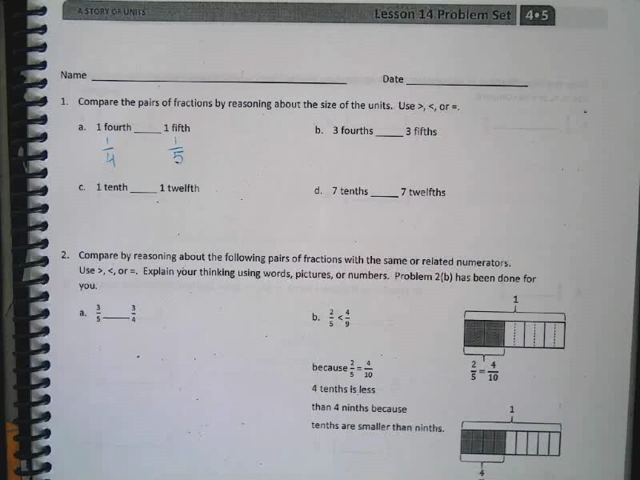 A STORY OF UNITS
Lesson 14 Problem Set 4•5
Name ____ Date ____
1. Compare the pairs of fractions by reasoning about the size of the units. Use >, <, or =.
a. 1 fourth ____ 1 fifth b. 3 fourths ____ 3 fifths
1/4 1/5
c. 1 tenth ____ 1 twelfth d. 7 tenths ____ 7 twelfths
2. Compare by reasoning about the following pairs of fractions with the same or related numerators.
Use >, <, or =. Explain your thinking using words, pictures, or numbers. Problem 2(b) has been done for
you.
a. 3/5 ____ 3/4 b. 2/5 < 4/9
1
because 2/5 = 4/10
2/5 = 4/10
4 tenths is less
than 4 ninths because
tenths are smaller than ninths.
1
4